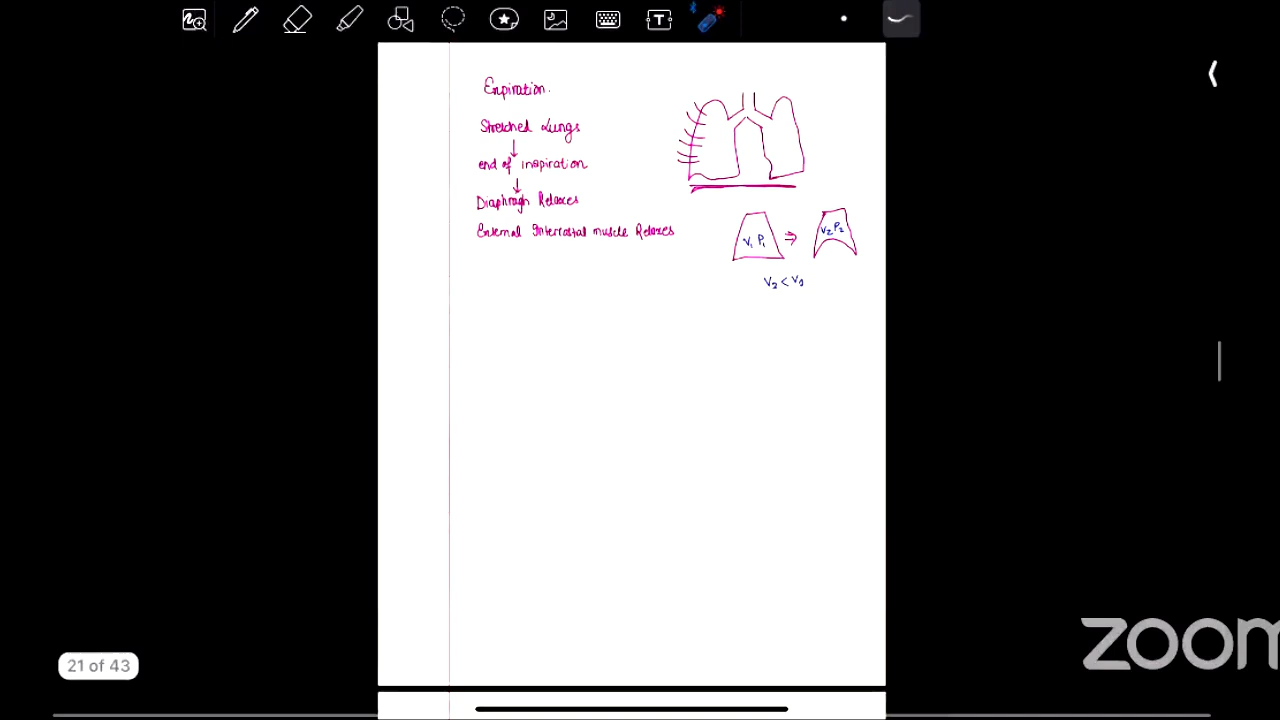 Expiration.
Stretched Lungs
end of inspiration
Diaphragm Relaxes
External Intercostal muscle Relaxes
V₁ P₁ ⇒ V₂ P₂
V₂ < V₁
T
21 of 43
zoom